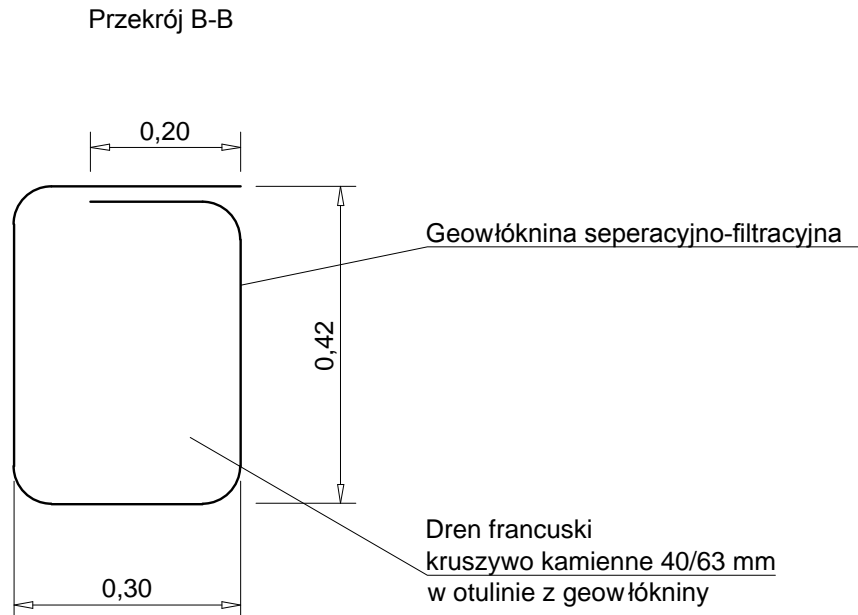 Przekrój B-B
0,20
Geowłóknina seperacyjno-filtracyjna
0,42
Dren francuski
kruszywo kamienne 40/63 mm
w otulinie z geowłókniny
0,30